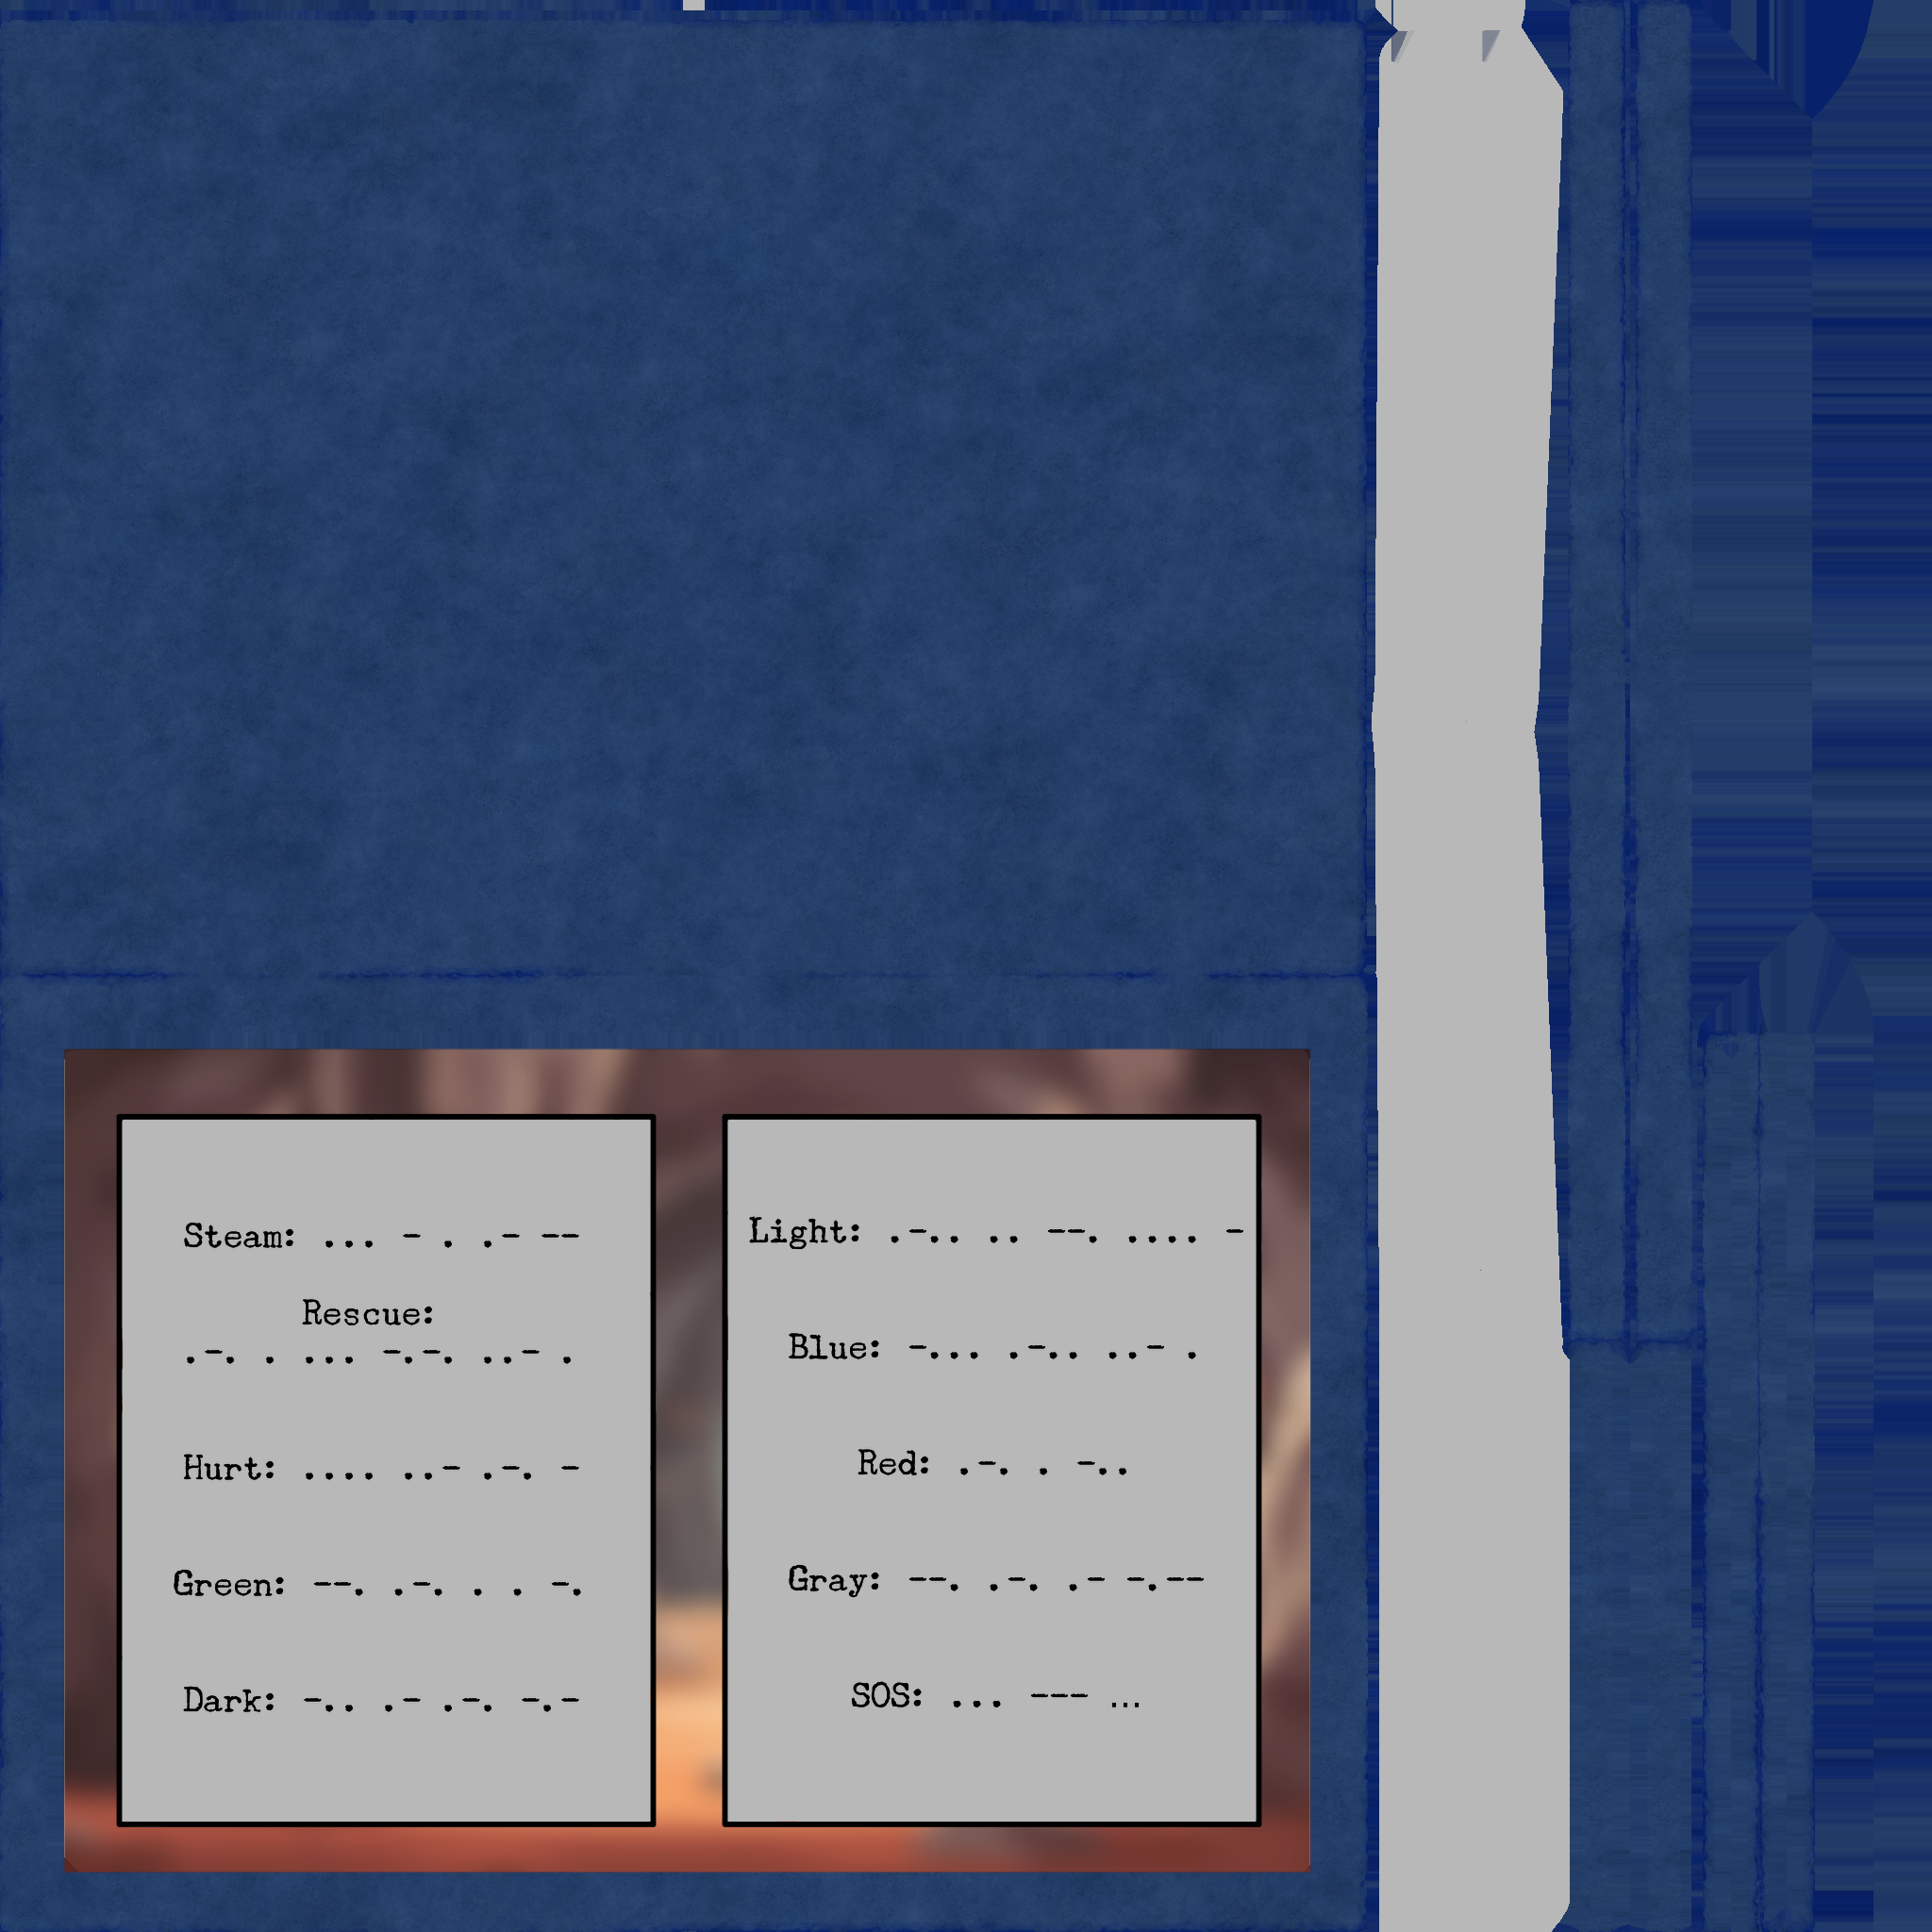 Steam: ... - . .- --
Rescue:
.-. . ... -.-. ..- .
Hurt: .... ..- .-. -
Green: --. .-. . . -.
Dark: -.. .- .-. -.-
Light: .-.. .. --. .... -
Blue: -... .-.. ..- .
Red: .-. . -..
Gray: --. .-. .- -.--
SOS: ... --- ...